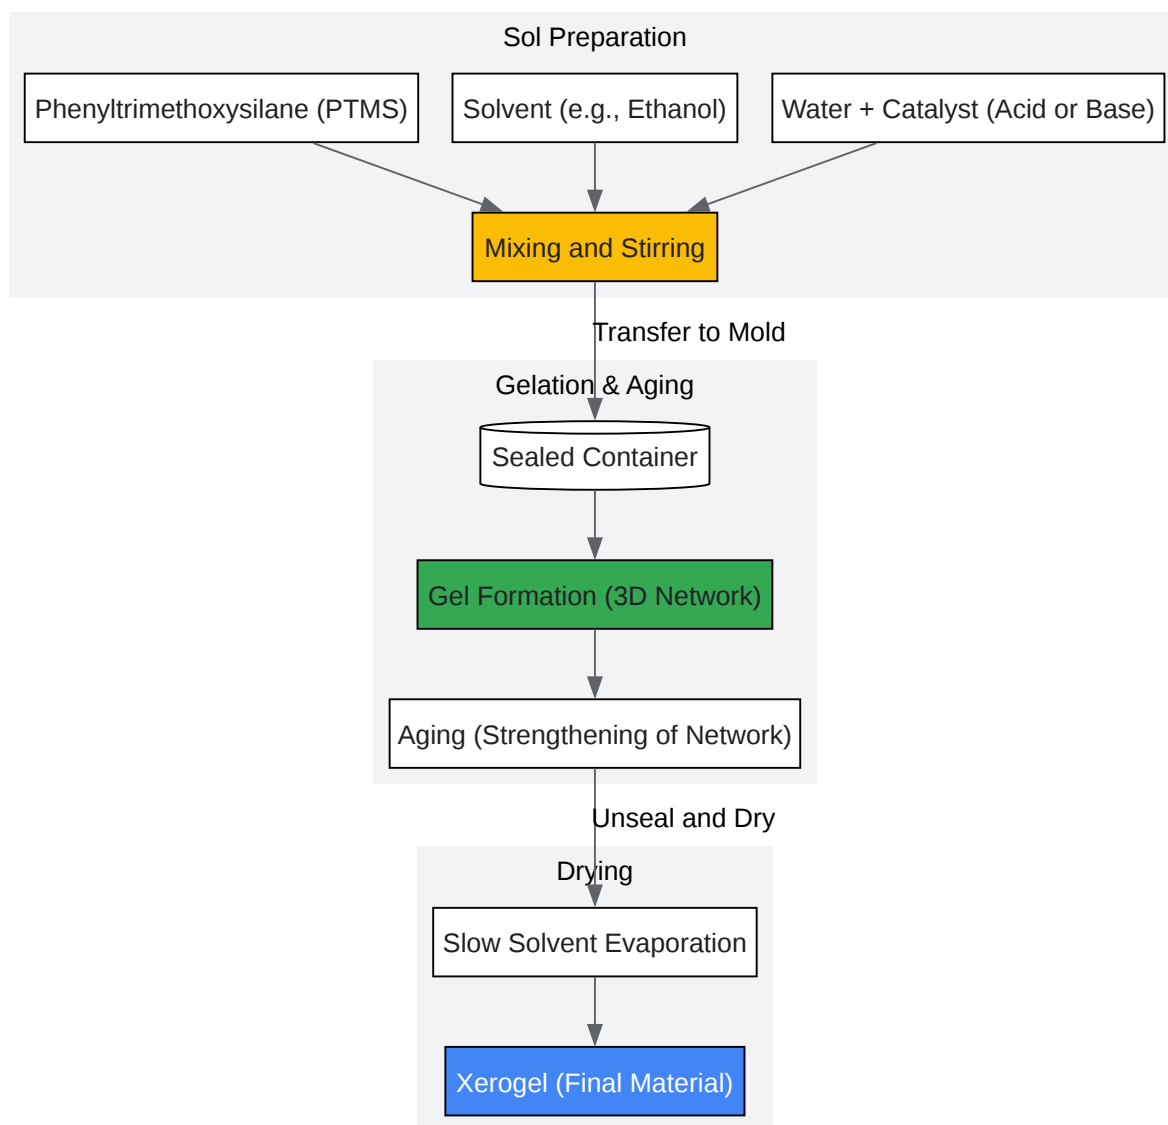 Sol Preparation
Phenyltrimethoxysilane (PTMS)
Solvent (e.g., Ethanol)
Water + Catalyst (Acid or Base)
Mixing and Stirring
Transfer to Mold
Gelation & Aging
Sealed Container
Gel Formation (3D Network)
Aging (Strengthening of Network)
Unseal and Dry
Drying
Slow Solvent Evaporation
Xerogel (Final Material)